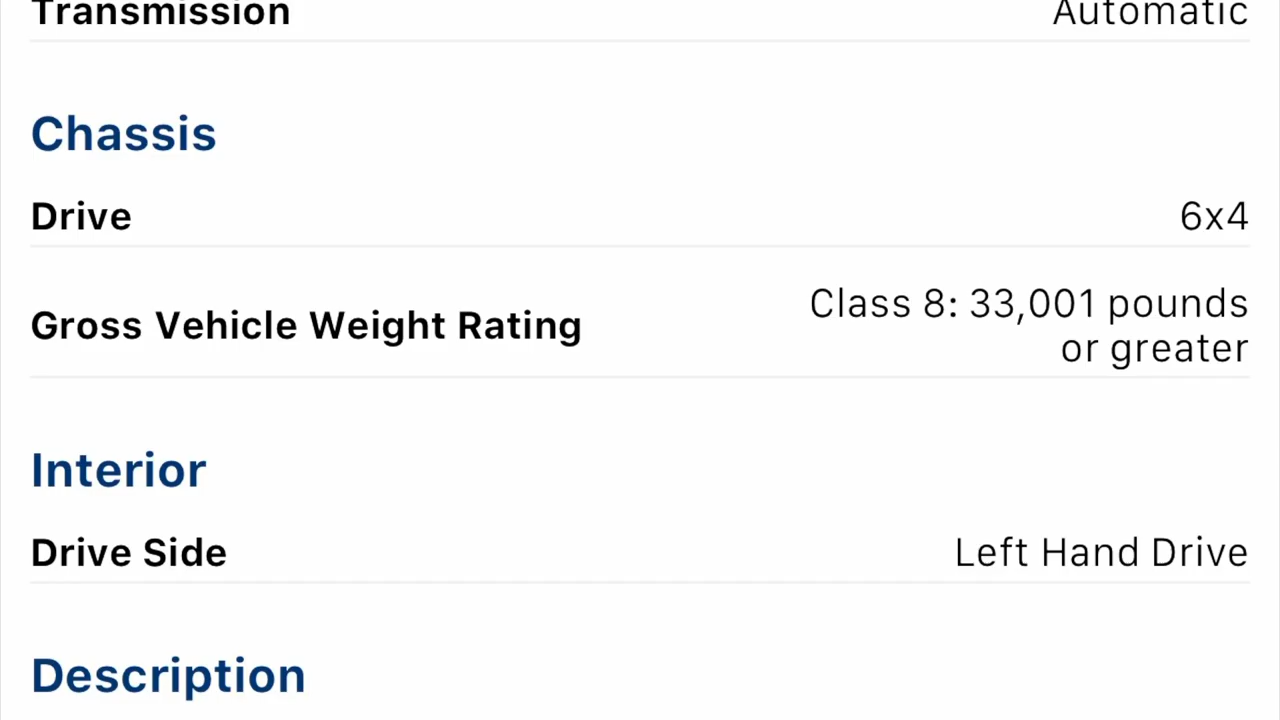 Transmission Automatic
Chassis
Drive 6x4
Gross Vehicle Weight Rating Class 8: 33,001 pounds
or greater
Interior
Drive Side Left Hand Drive
Description